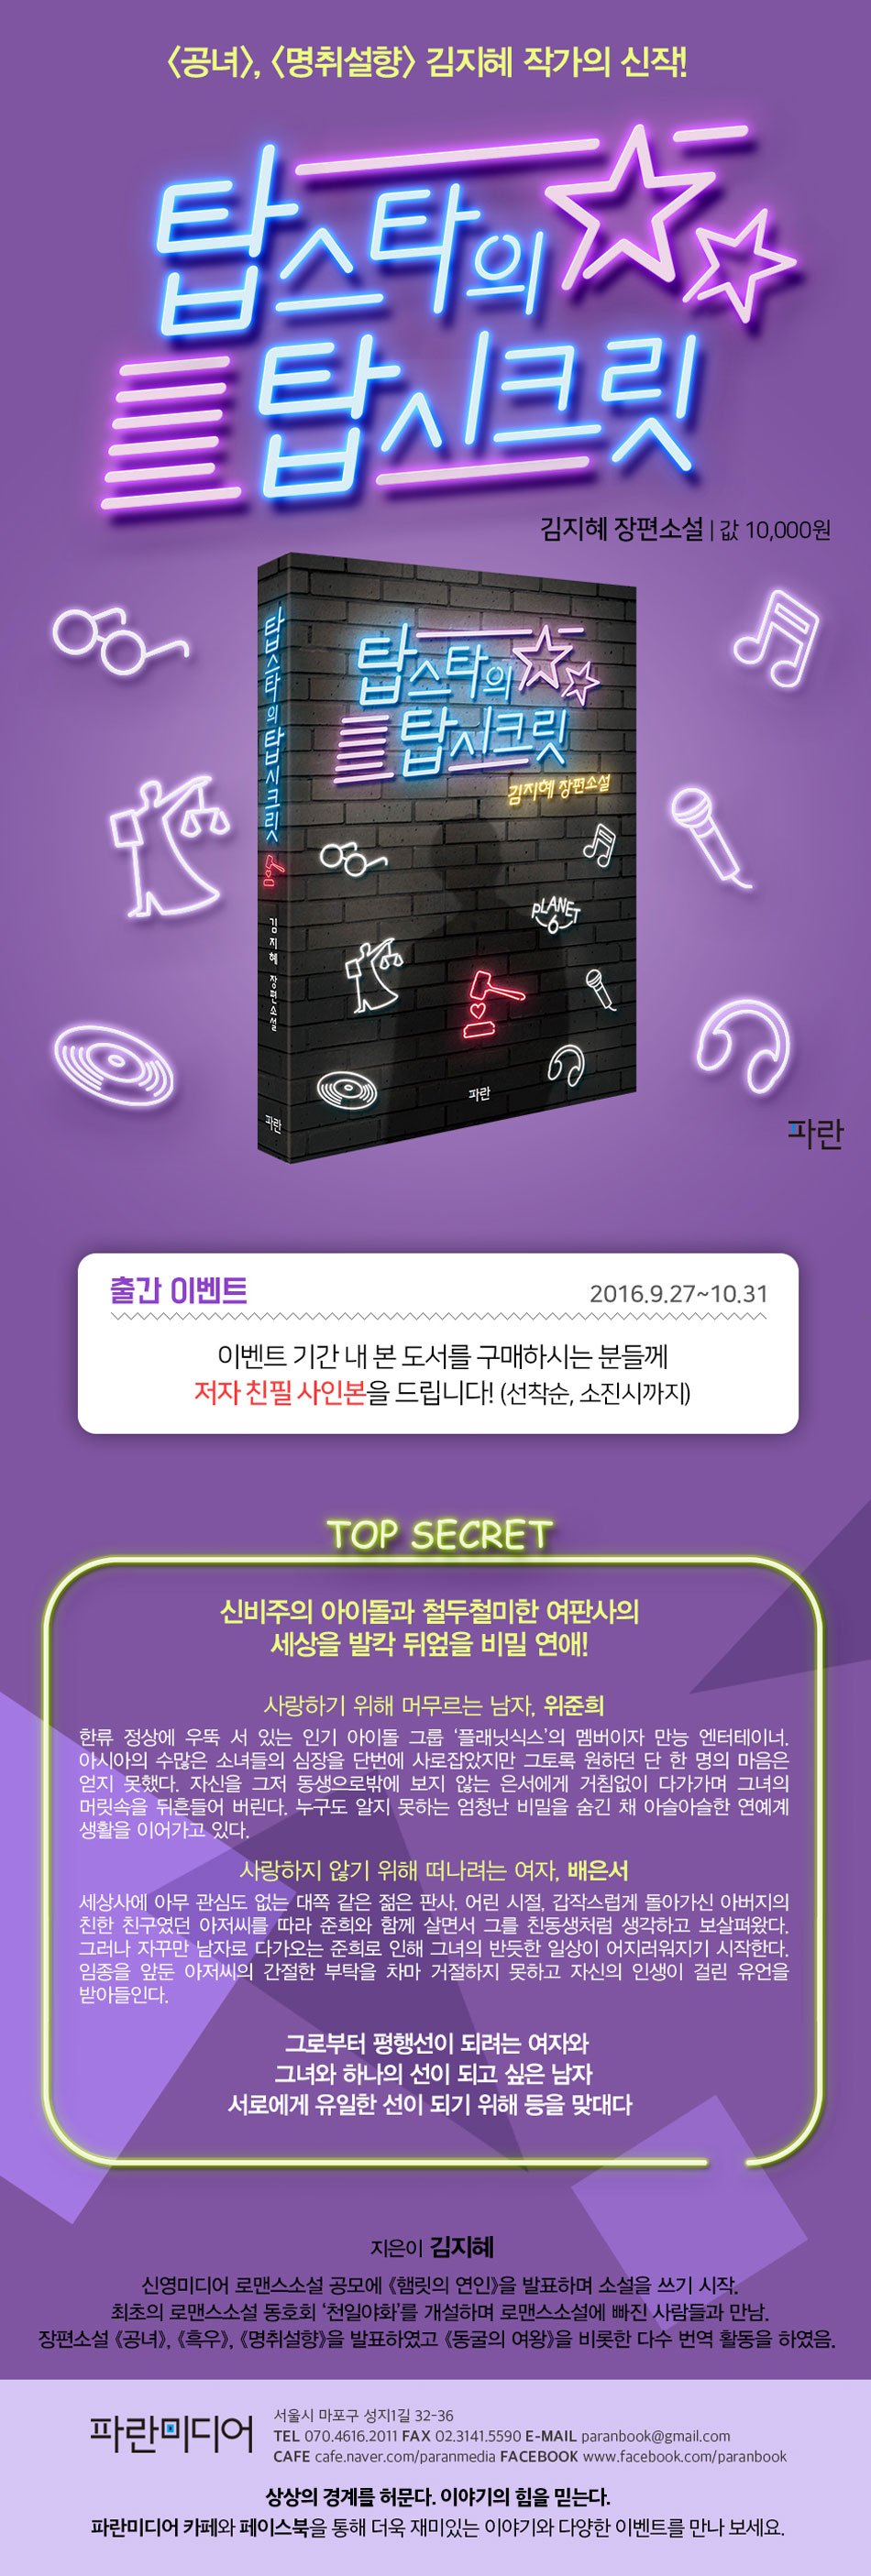 〈공녀〉, 〈명취설향〉 김지혜 작가의 신작!
탑스타의
탑시크릿
김지혜 장편소설 | 값 10,000원
탑스타의 탑시크릿
김지혜 장편소설
파란
탑스타의
탑시크릿
김지혜 장편소설
PLANET
6
파란
파란
출간 이벤트
2016.9.27~10.31
이벤트 기간 내 본 도서를 구매하시는 분들께
저자 친필 사인본을 드립니다! (선착순, 소진시까지)
TOP SECRET
신비주의 아이돌과 철두철미한 여판사의
세상을 발칵 뒤엎을 비밀 연애!
사랑하기 위해 머무르는 남자, 위준희
한류 정상에 우뚝 서 있는 인기 아이돌 그룹 ‘플래닛식스’의 멤버이자 만능 엔터테이너.
아시아의 수많은 소녀들의 심장을 단번에 사로잡았지만 그토록 원하던 단 한 명의 마음은
얻지 못했다. 자신을 그저 동생으로밖에 보지 않는 은서에게 거침없이 다가가며 그녀의
머릿속을 뒤흔들어 버린다. 누구도 알지 못하는 엄청난 비밀을 숨긴 채 아슬아슬한 연예계
생활을 이어가고 있다.
사랑하지 않기 위해 떠나려는 여자, 배은서
세상사에 아무 관심도 없는 대쪽 같은 젊은 판사. 어린 시절, 갑작스럽게 돌아가신 아버지의
친한 친구였던 아저씨를 따라 준희와 함께 살면서 그를 친동생처럼 생각하고 보살펴왔다.
그러나 자꾸만 남자로 다가오는 준희로 인해 그녀의 반듯한 일상이 어지러워지기 시작한다.
임종을 앞둔 아저씨의 간절한 부탁을 차마 거절하지 못하고 자신의 인생이 걸린 유언을
받아들인다.
그로부터 평행선이 되려는 여자와
그녀와 하나의 선이 되고 싶은 남자
서로에게 유일한 선이 되기 위해 등을 맞대다
지은이 김지혜
신영미디어 로맨스소설 공모에 《햄릿의 연인》을 발표하며 소설을 쓰기 시작.
최초의 로맨스소설 동호회 ‘천일야화’를 개설하며 로맨스소설에 빠진 사람들과 만남.
장편소설 《공녀》, 《흑우》, 《명취설향》을 발표하였고 《동굴의 여왕》을 비롯한 다수 번역 활동을 하였음.
파란미디어
서울시 마포구 성지1길 32-36
TEL 070.4616.2011 FAX 02.3141.5590 E-MAIL paranbook@gmail.com
CAFE cafe.naver.com/paranmedia FACEBOOK www.facebook.com/paranbook
상상의 경계를 허문다. 이야기의 힘을 믿는다.
파란미디어 카페와 페이스북을 통해 더욱 재미있는 이야기와 다양한 이벤트를 만나 보세요.